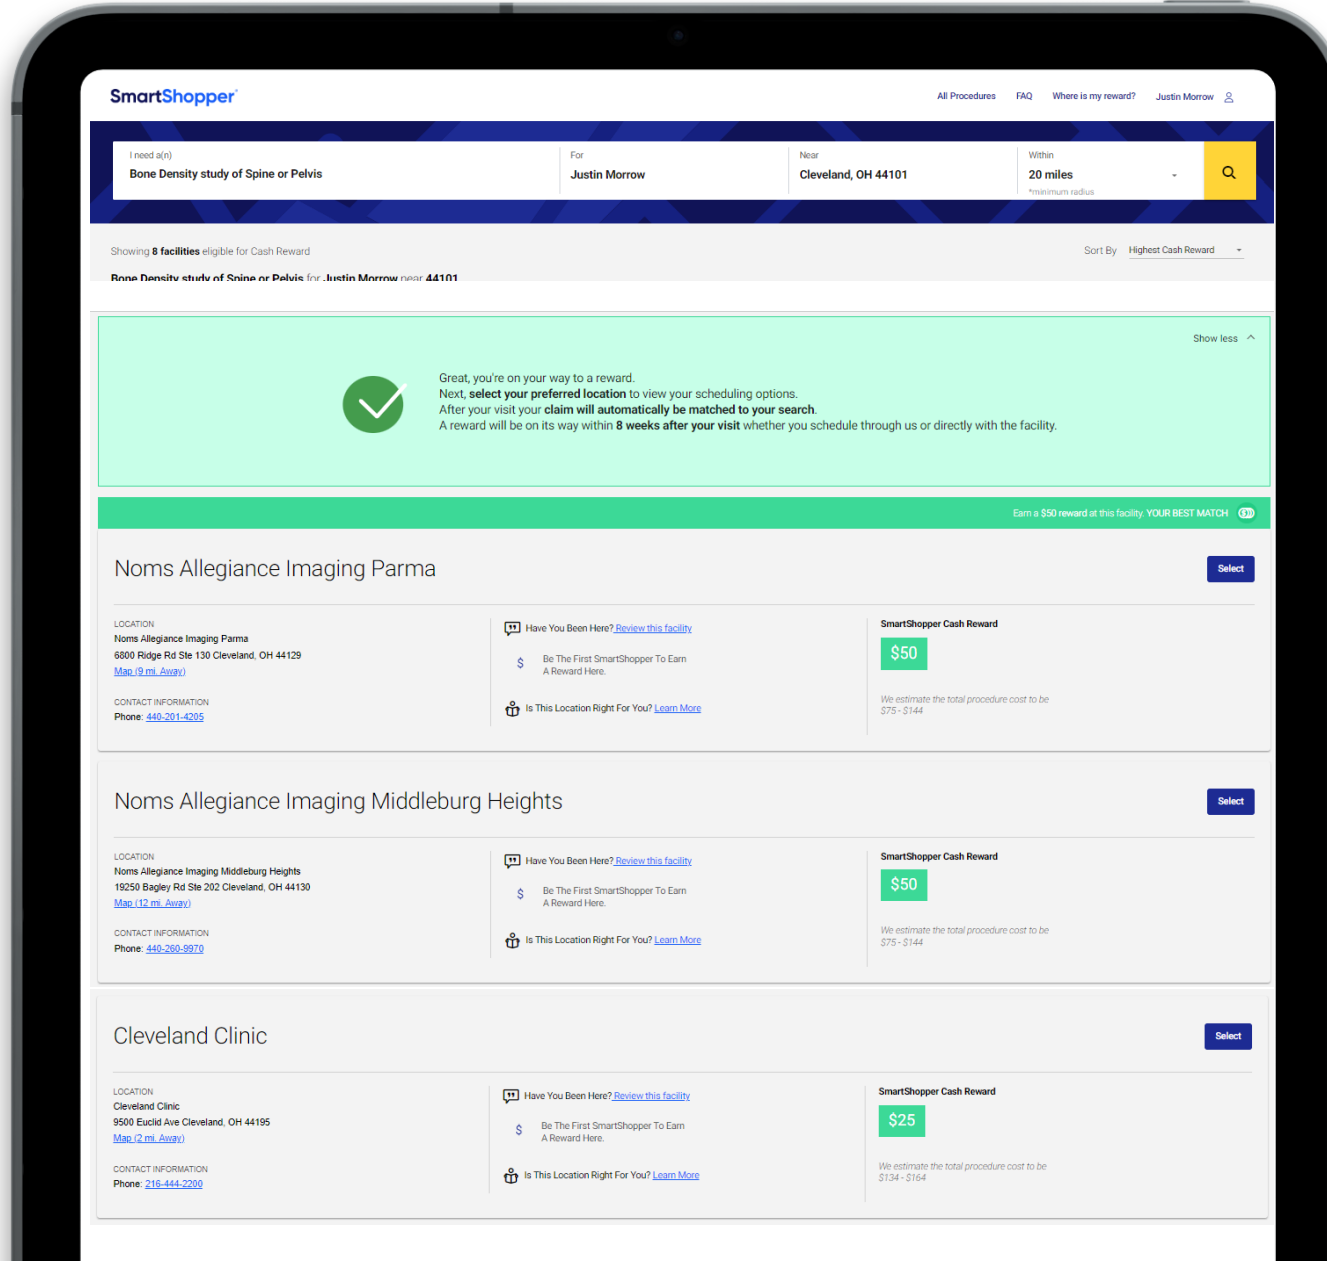 SmartShopper
All Procedures FAQ Where is my reward? Justin Morrow
I need a(n)
Bone Density study of Spine or Pelvis
For
Justin Morrow
Near
Cleveland, OH 44101
Within
20 miles
*minimum radius
Showing 8 facilities eligible for Cash Reward
Sort By Highest Cash Reward
Bone Density study of Spine or Pelvis for Justin Morrow near 44101
Show less
Great, you're on your way to a reward.
Next, select your preferred location to view your scheduling options.
After your visit your claim will automatically be matched to your search.
A reward will be on its way within 8 weeks after your visit whether you schedule through us or directly with the facility.
Earn a $50 reward at this facility. YOUR BEST MATCH
Noms Allegiance Imaging Parma
Select
LOCATION
Noms Allegiance Imaging Parma
6800 Ridge Rd Ste 130 Cleveland, OH 44129
Map (9 mi. Away)
CONTACT INFORMATION
Phone: 440-201-4205
Have You Been Here? Review this facility
$ Be The First SmartShopper To Earn
A Reward Here.
Is This Location Right For You? Learn More
SmartShopper Cash Reward
$50
We estimate the total procedure cost to be
$75 - $144
Noms Allegiance Imaging Middleburg Heights
Select
LOCATION
Noms Allegiance Imaging Middleburg Heights
19250 Bagley Rd Ste 202 Cleveland, OH 44130
Map (12 mi. Away)
CONTACT INFORMATION
Phone: 440-260-9970
Have You Been Here? Review this facility
$ Be The First SmartShopper To Earn
A Reward Here.
Is This Location Right For You? Learn More
SmartShopper Cash Reward
$50
We estimate the total procedure cost to be
$75 - $144
Cleveland Clinic
Select
LOCATION
Cleveland Clinic
9500 Euclid Ave Cleveland, OH 44195
Map (2 mi. Away)
CONTACT INFORMATION
Phone: 216-444-2200
Have You Been Here? Review this facility
$ Be The First SmartShopper To Earn
A Reward Here.
Is This Location Right For You? Learn More
SmartShopper Cash Reward
$25
We estimate the total procedure cost to be
$134 - $164